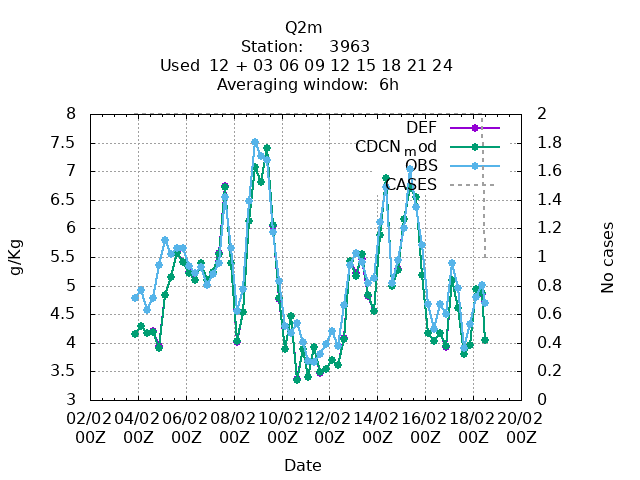 Q2m
Station: 3963
Used 12 + 03 06 09 12 15 18 21 24
Averaging window: 6h
8 2
7.5 1.8
7 1.6
6.5 1.4
6 1.2
5.5 1
5 0.8
4.5 0.6
4 0.4
3.5 0.2
3 0
DEF
CDCN_mod
OBS
CASES
g/Kg
No cases
02/02 04/02 06/02 08/02 10/02 12/02 14/02 16/02 18/02 20/02
00Z 00Z 00Z 00Z 00Z 00Z 00Z 00Z 00Z 00Z
Date